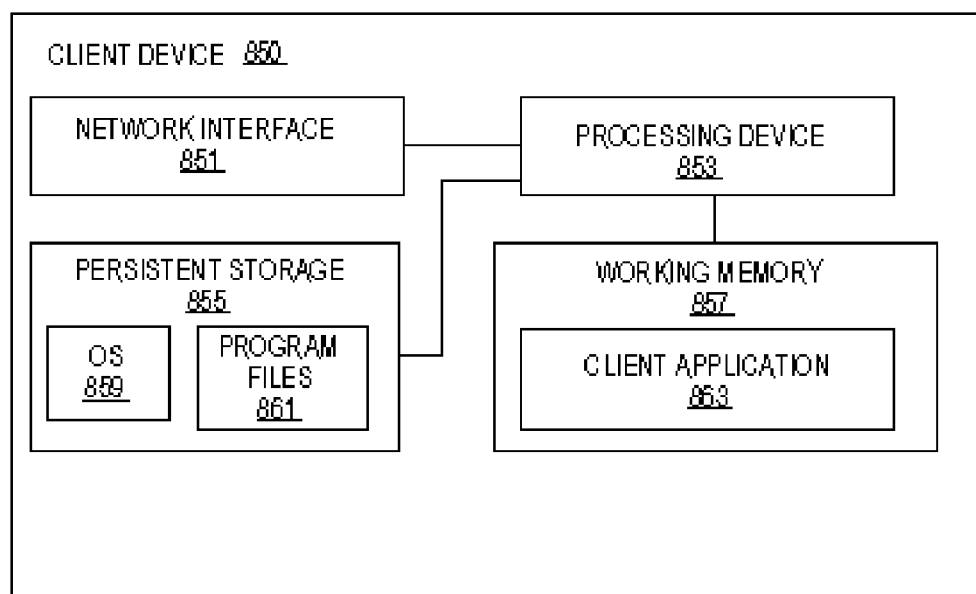 CLIENT DEVICE 850
NETWORK INTERFACE
851
PROCESSING DEVICE
853
PERSISTENT STORAGE
855
OS
859
PROGRAM
FILES
861
WORKING MEMORY
857
CLIENT APPLICATION
863